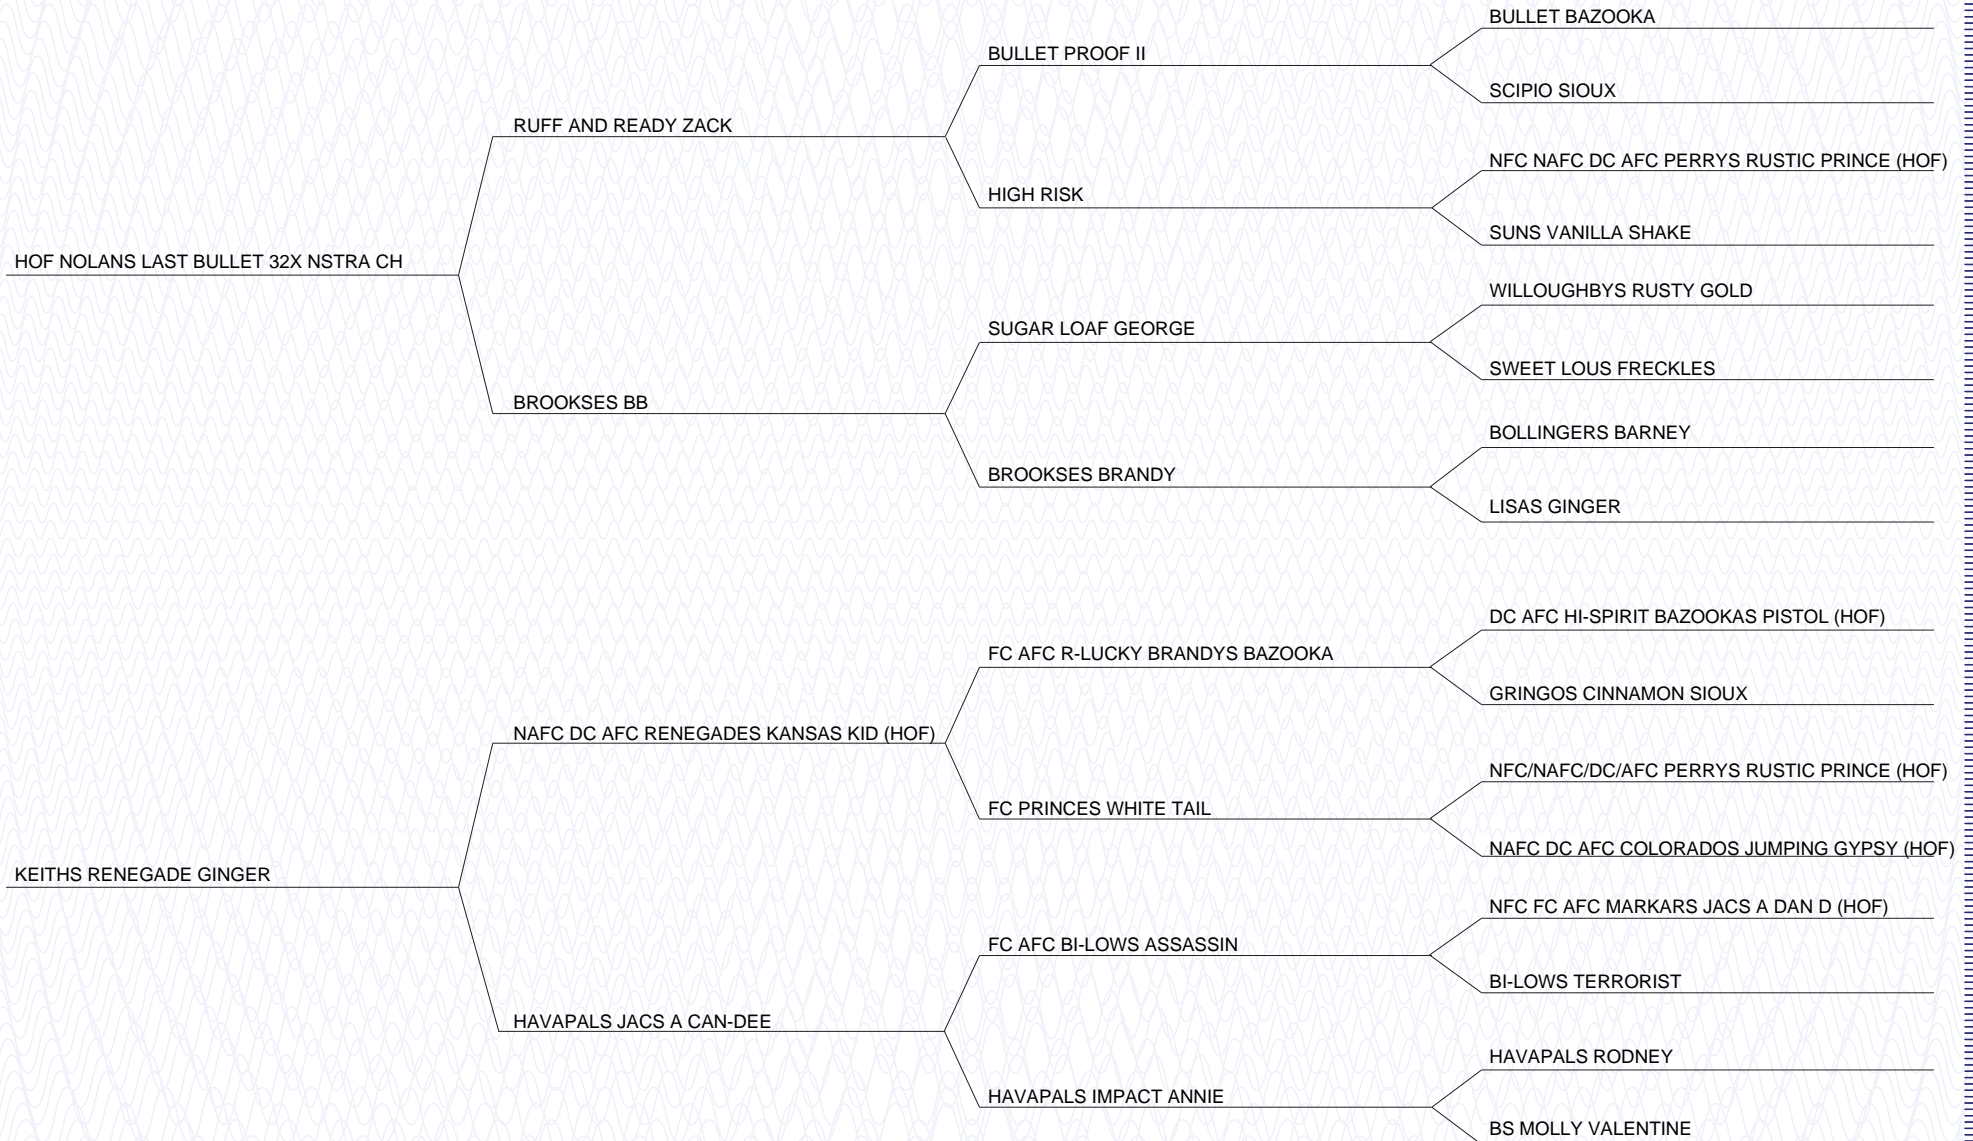 BULLET BAZOOKA
BULLET PROOF II
SCIPIO SIOUX
RUFF AND READY ZACK
NFC NAFC DC AFC PERRYS RUSTIC PRINCE (HOF)
HIGH RISK
SUNS VANILLA SHAKE
HOF NOLANS LAST BULLET 32X NSTRA CH
WILLOUGHBYS RUSTY GOLD
SUGAR LOAF GEORGE
SWEET LOUS FRECKLES
BROOKSES BB
BOLLINGERS BARNEY
BROOKSES BRANDY
LISAS GINGER
DC AFC HI-SPIRIT BAZOOKAS PISTOL (HOF)
FC AFC R-LUCKY BRANDYS BAZOOKA
GRINGOS CINNAMON SIOUX
NAFC DC AFC RENEGADES KANSAS KID (HOF)
NFC/NAFC/DC/AFC PERRYS RUSTIC PRINCE (HOF)
FC PRINCES WHITE TAIL
NAFC DC AFC COLORADOS JUMPING GYPSY (HOF)
KEITHS RENEGADE GINGER
NFC FC AFC MARKARS JACS A DAN D (HOF)
FC AFC BI-LOWS ASSASSIN
BI-LOWS TERRORIST
HAVAPALS JACS A CAN-DEE
HAVAPALS RODNEY
HAVAPALS IMPACT ANNIE
BS MOLLY VALENTINE